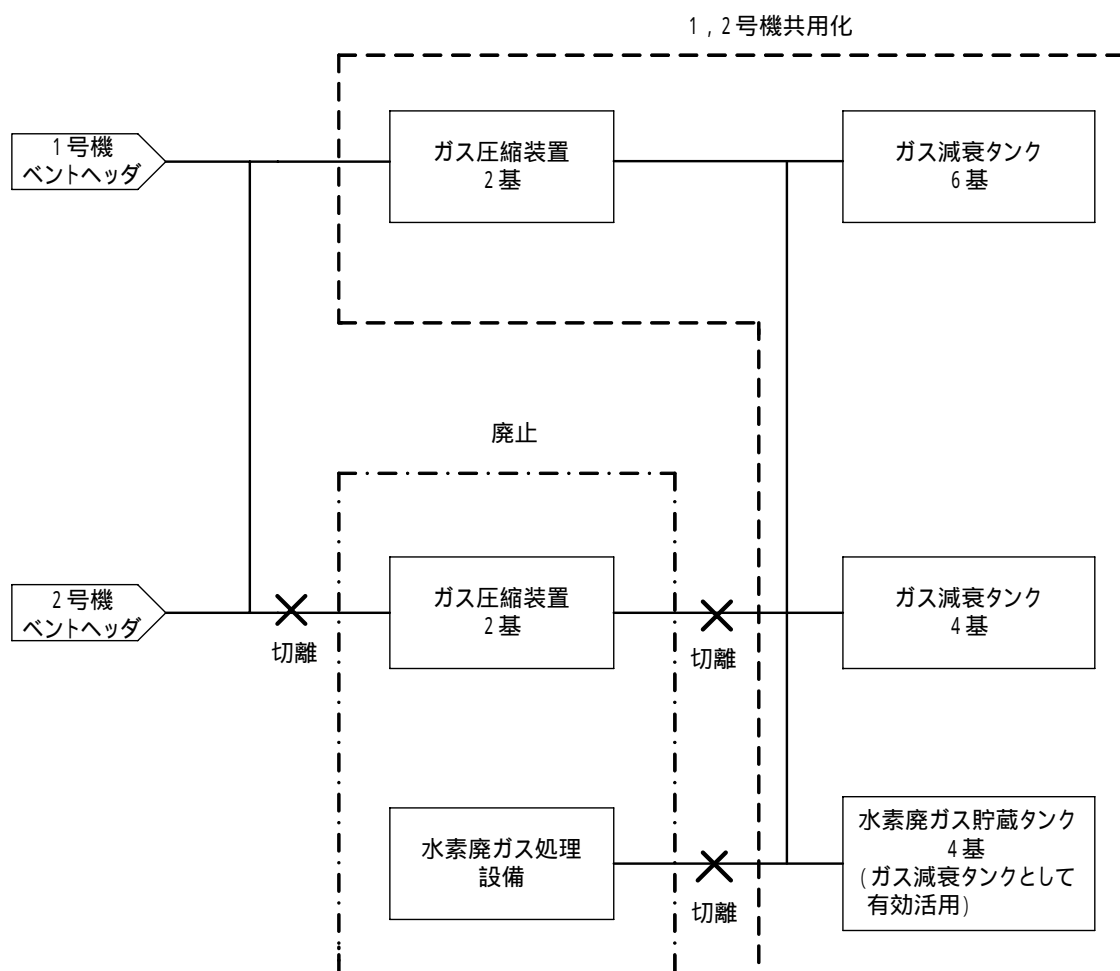 1,2号機共用化
1号機
ベントヘッダ
ガス圧縮装置
2基
ガス減衰タンク
6基
廃止
2号機
ベントヘッダ
切離
ガス圧縮装置
2基
切離
ガス減衰タンク
4基
水素廃ガス処理
設備
切離
水素廃ガス貯蔵タンク
4基
(ガス減衰タンクとして
有効活用)